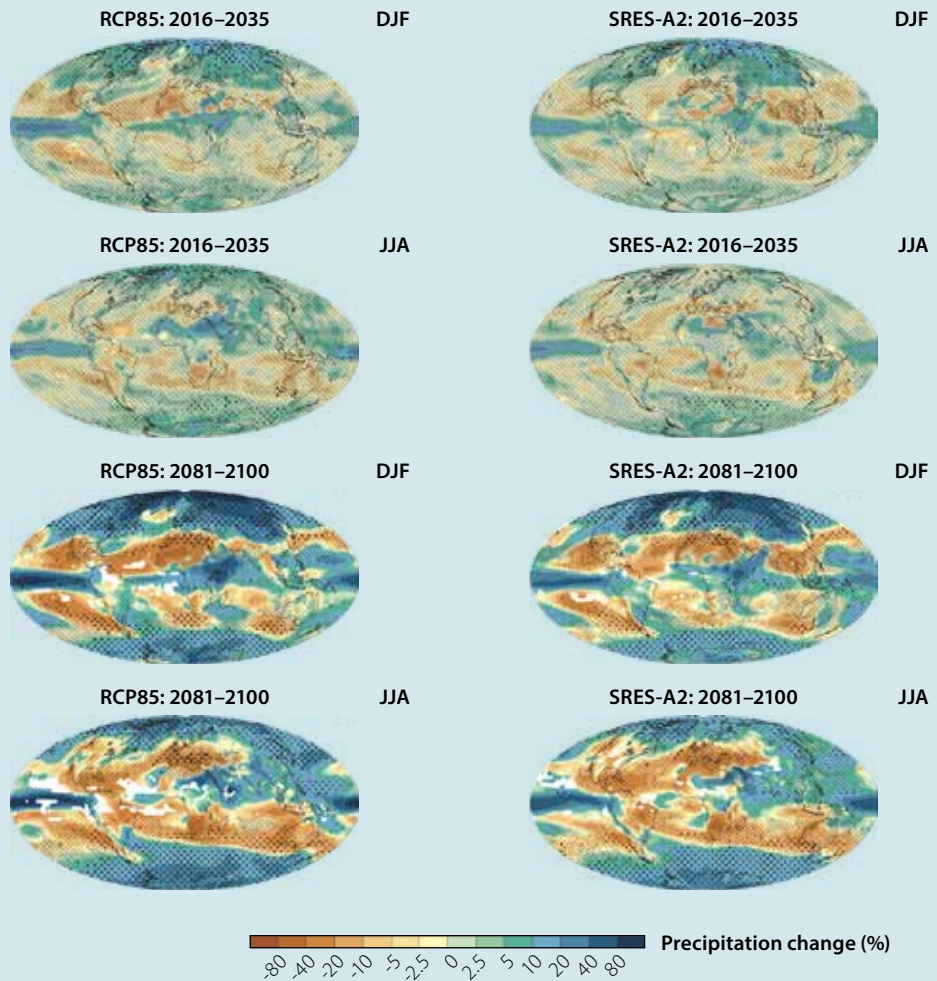 RCP85: 2016–2035 DJF SRES-A2: 2016–2035 DJF
RCP85: 2016–2035 JJA SRES-A2: 2016–2035 JJA
RCP85: 2081–2100 DJF SRES-A2: 2081–2100 DJF
RCP85: 2081–2100 JJA SRES-A2: 2081–2100 JJA
Precipitation change (%)
-80 -40 -20 -10 -5 -2.5 0 2.5 5 10 20 40 80